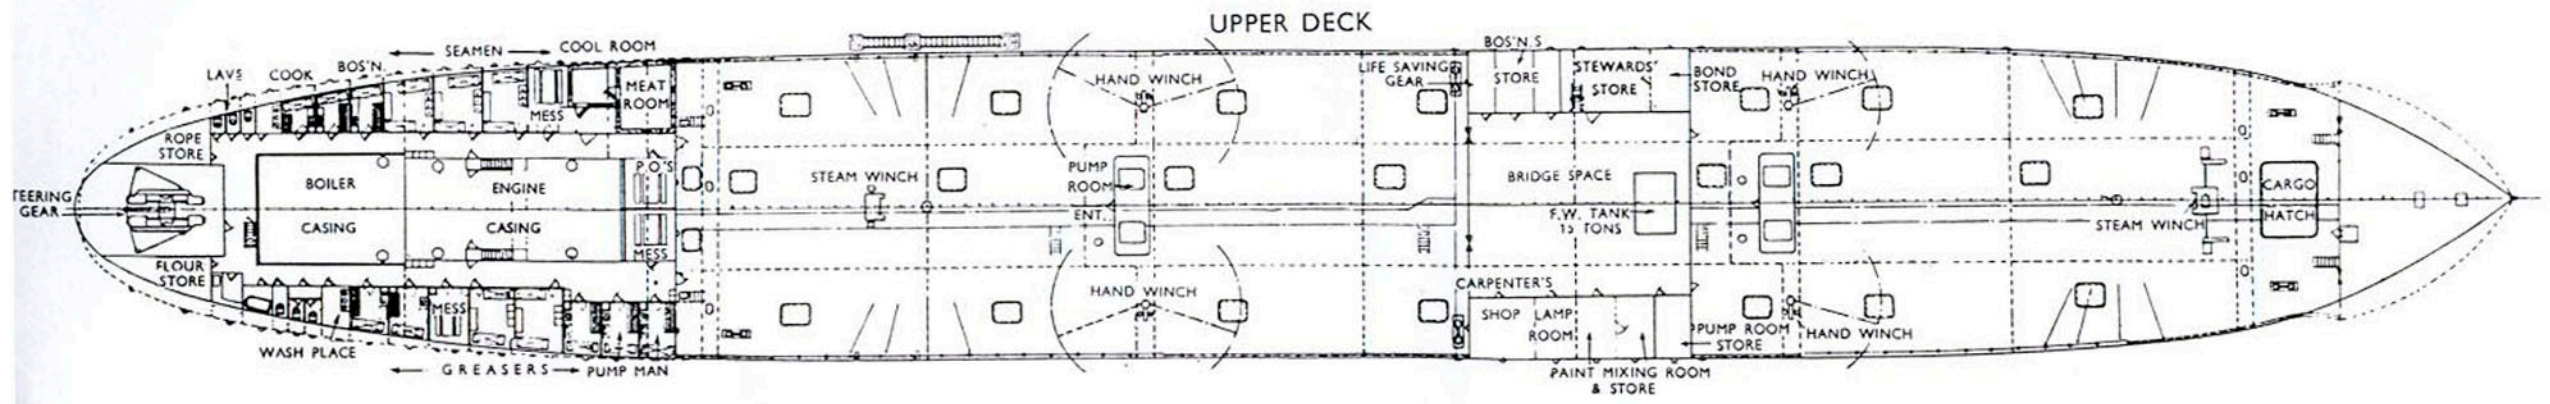 UPPER DECK
SEAMEN
COOL ROOM
LAVS
COOK
BOS'N.
MEAT
ROOM
MESS
ROPE
STORE
TEERING
GEAR
BOILER
CASING
ENGINE
CASING
P.O'S
MESS
FLOUR
STORE
MESS
WASH PLACE
GREASERS
PUMP MAN
STEAM WINCH
HAND WINCH
PUMP
ROOM
ENT.
HAND WINCH
LIFE SAVING
GEAR
BOS'N.S
STORE
STEWARDS'
STORE
BOND
STORE
BRIDGE SPACE
F.W. TANK
15 TONS
CARPENTER'S
SHOP
LAMP
ROOM
PAINT MIXING ROOM
& STORE
PUMP ROOM
STORE
HAND WINCH
HAND WINCH
STEAM WINCH
CARGO
HATCH